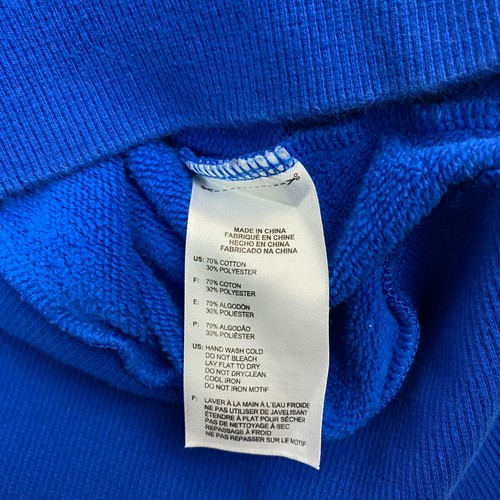 MADE IN CHINA
FABRIQUÉ EN CHINE
HECHO EN CHINA
FABRICADO NA CHINA
US: 70% COTTON
30% POLYESTER
F: 70% COTON
30% POLYESTER
E: 70% ALGODÓN
30% POLIESTER
P: 70% ALGODÃO
30% POLIÉSTER
US: HAND WASH COLD
DO NOT BLEACH
LAY FLAT TO DRY
DO NOT DRYCLEAN
COOL IRON
DO NOT IRON MOTIF
F: LAVER À LA MAIN À L'EAU FROIDE
NE PAS UTILISER DE JAVELISANT
ÉTENDRE À PLAT POUR SÉCHER
PAS DE NETTOYAGE À SEC
REPASSAGE À FROID
NE PAS REPASSER SUR LE MOTIF